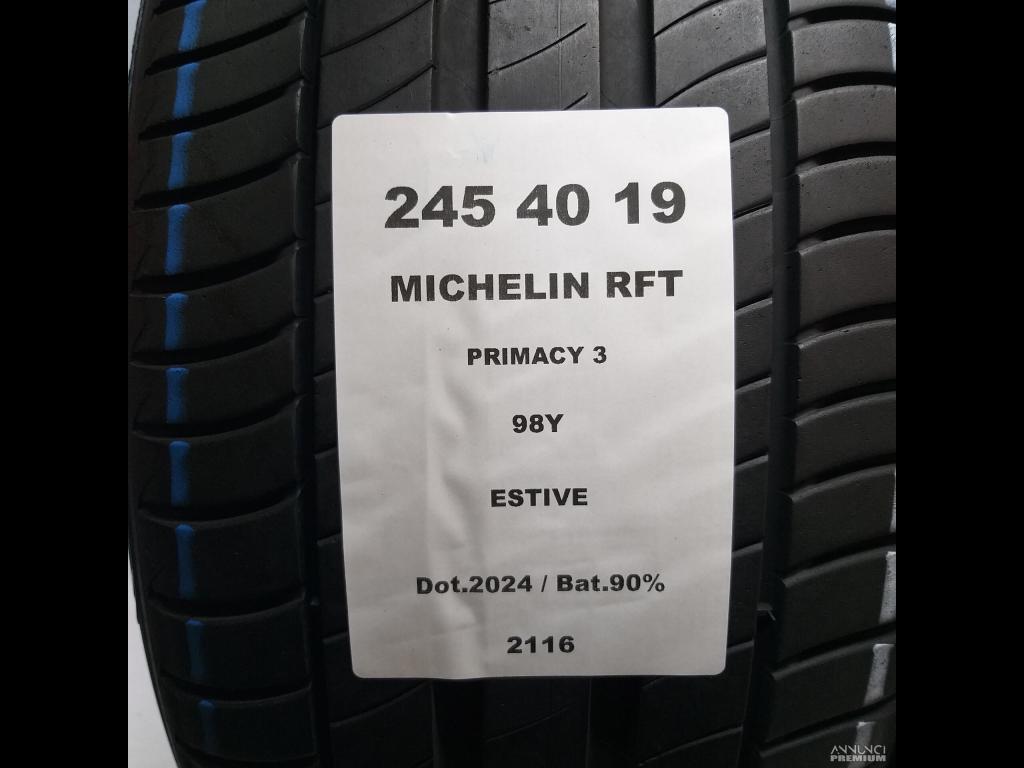 245 40 19
MICHELIN RFT
PRIMACY 3
98Y
ESTIVE
Dot.2024 / Bat.90%
2116
ANNUNCI
PREMIUM